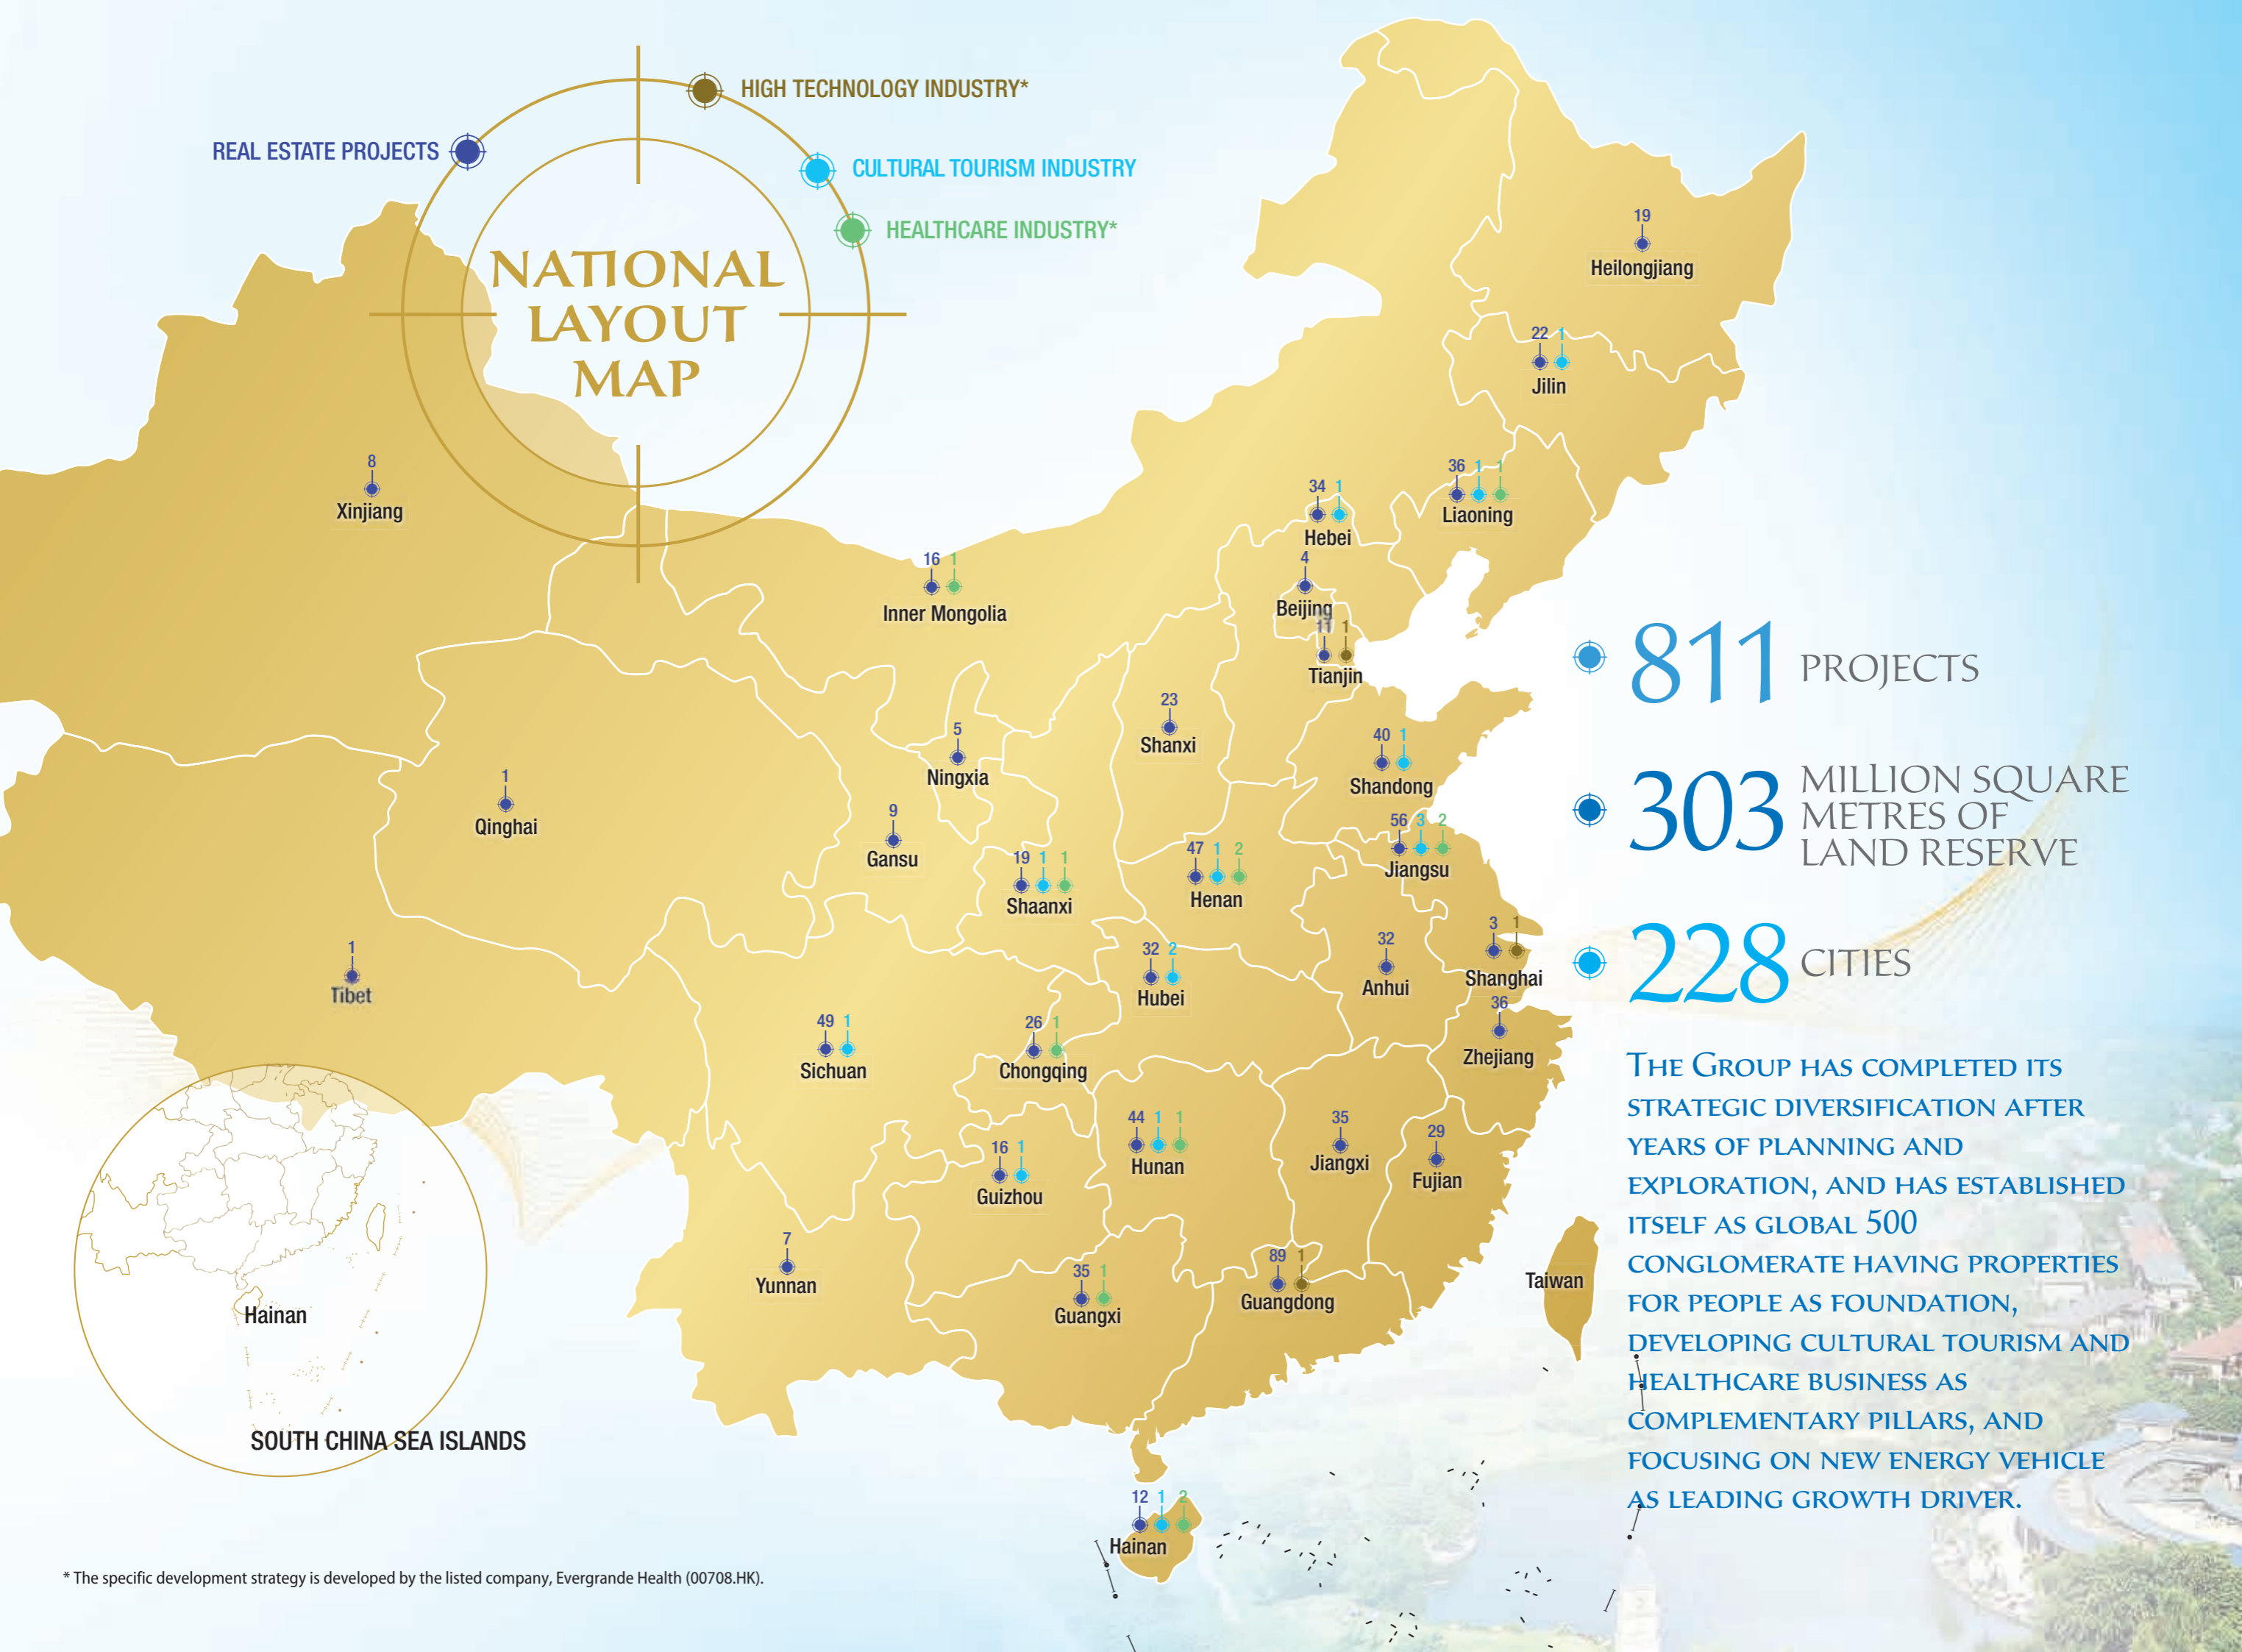 HIGH TECHNOLOGY INDUSTRY*
REAL ESTATE PROJECTS
CULTURAL TOURISM INDUSTRY
HEALTHCARE INDUSTRY*
NATIONAL
LAYOUT
MAP
19
Heilongjiang
22 1
Jilin
8
Xinjiang
36 1 1
Liaoning
34 1
Hebei
4
Beijing
16 1
Inner Mongolia
11 1
Tianjin
811 PROJECTS
23
Shanxi
5
Ningxia
40 1
Shandong
1
Qinghai
9
Gansu
303 MILLION SQUARE
METRES OF
LAND RESERVE
56 3 2
Jiangsu
19 1 1
Shaanxi
47 1 2
Henan
1
Tibet
32 2
Hubei
32
Anhui
3 1
Shanghai
228 CITIES
36
Zhejiang
49 1
Sichuan
26 1
Chongqing
44 1 1
Hunan
35
Jiangxi
29
Fujian
16 1
Guizhou
7
Yunnan
35 1
Guangxi
89 1
Guangdong
Taiwan
THE GROUP HAS COMPLETED ITS
STRATEGIC DIVERSIFICATION AFTER
YEARS OF PLANNING AND
EXPLORATION, AND HAS ESTABLISHED
ITSELF AS GLOBAL 500
CONGLOMERATE HAVING PROPERTIES
FOR PEOPLE AS FOUNDATION,
DEVELOPING CULTURAL TOURISM AND
HEALTHCARE BUSINESS AS
COMPLEMENTARY PILLARS, AND
FOCUSING ON NEW ENERGY VEHICLE
AS LEADING GROWTH DRIVER.
Hainan
SOUTH CHINA SEA ISLANDS
12 1 2
Hainan
* The specific development strategy is developed by the listed company, Evergrande Health (00708.HK).